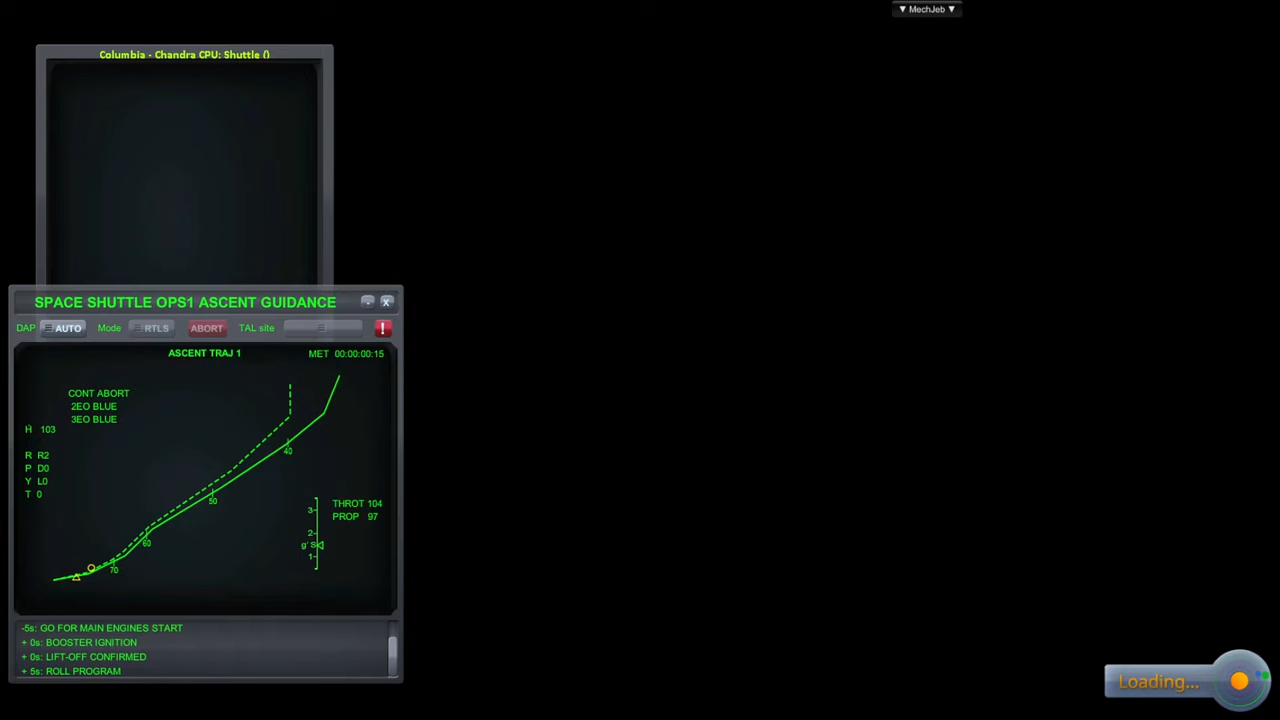 ▼ MechJeb ▼
Columbia - Chandra CPU: Shuttle ()
SPACE SHUTTLE OPS1 ASCENT GUIDANCE - X
DAP AUTO Mode RTLS ABORT TAL site !
ASCENT TRAJ 1 MET 00:00:00:15
CONT ABORT
2EO BLUE
3EO BLUE
Ḣ 103
R R2
P D0
Y L0
T 0
40
50
60
70
THROT 104
PROP 97
3
2
g'S
1
-5s: GO FOR MAIN ENGINES START
+ 0s: BOOSTER IGNITION
+ 0s: LIFT-OFF CONFIRMED
+ 5s: ROLL PROGRAM
Loading...